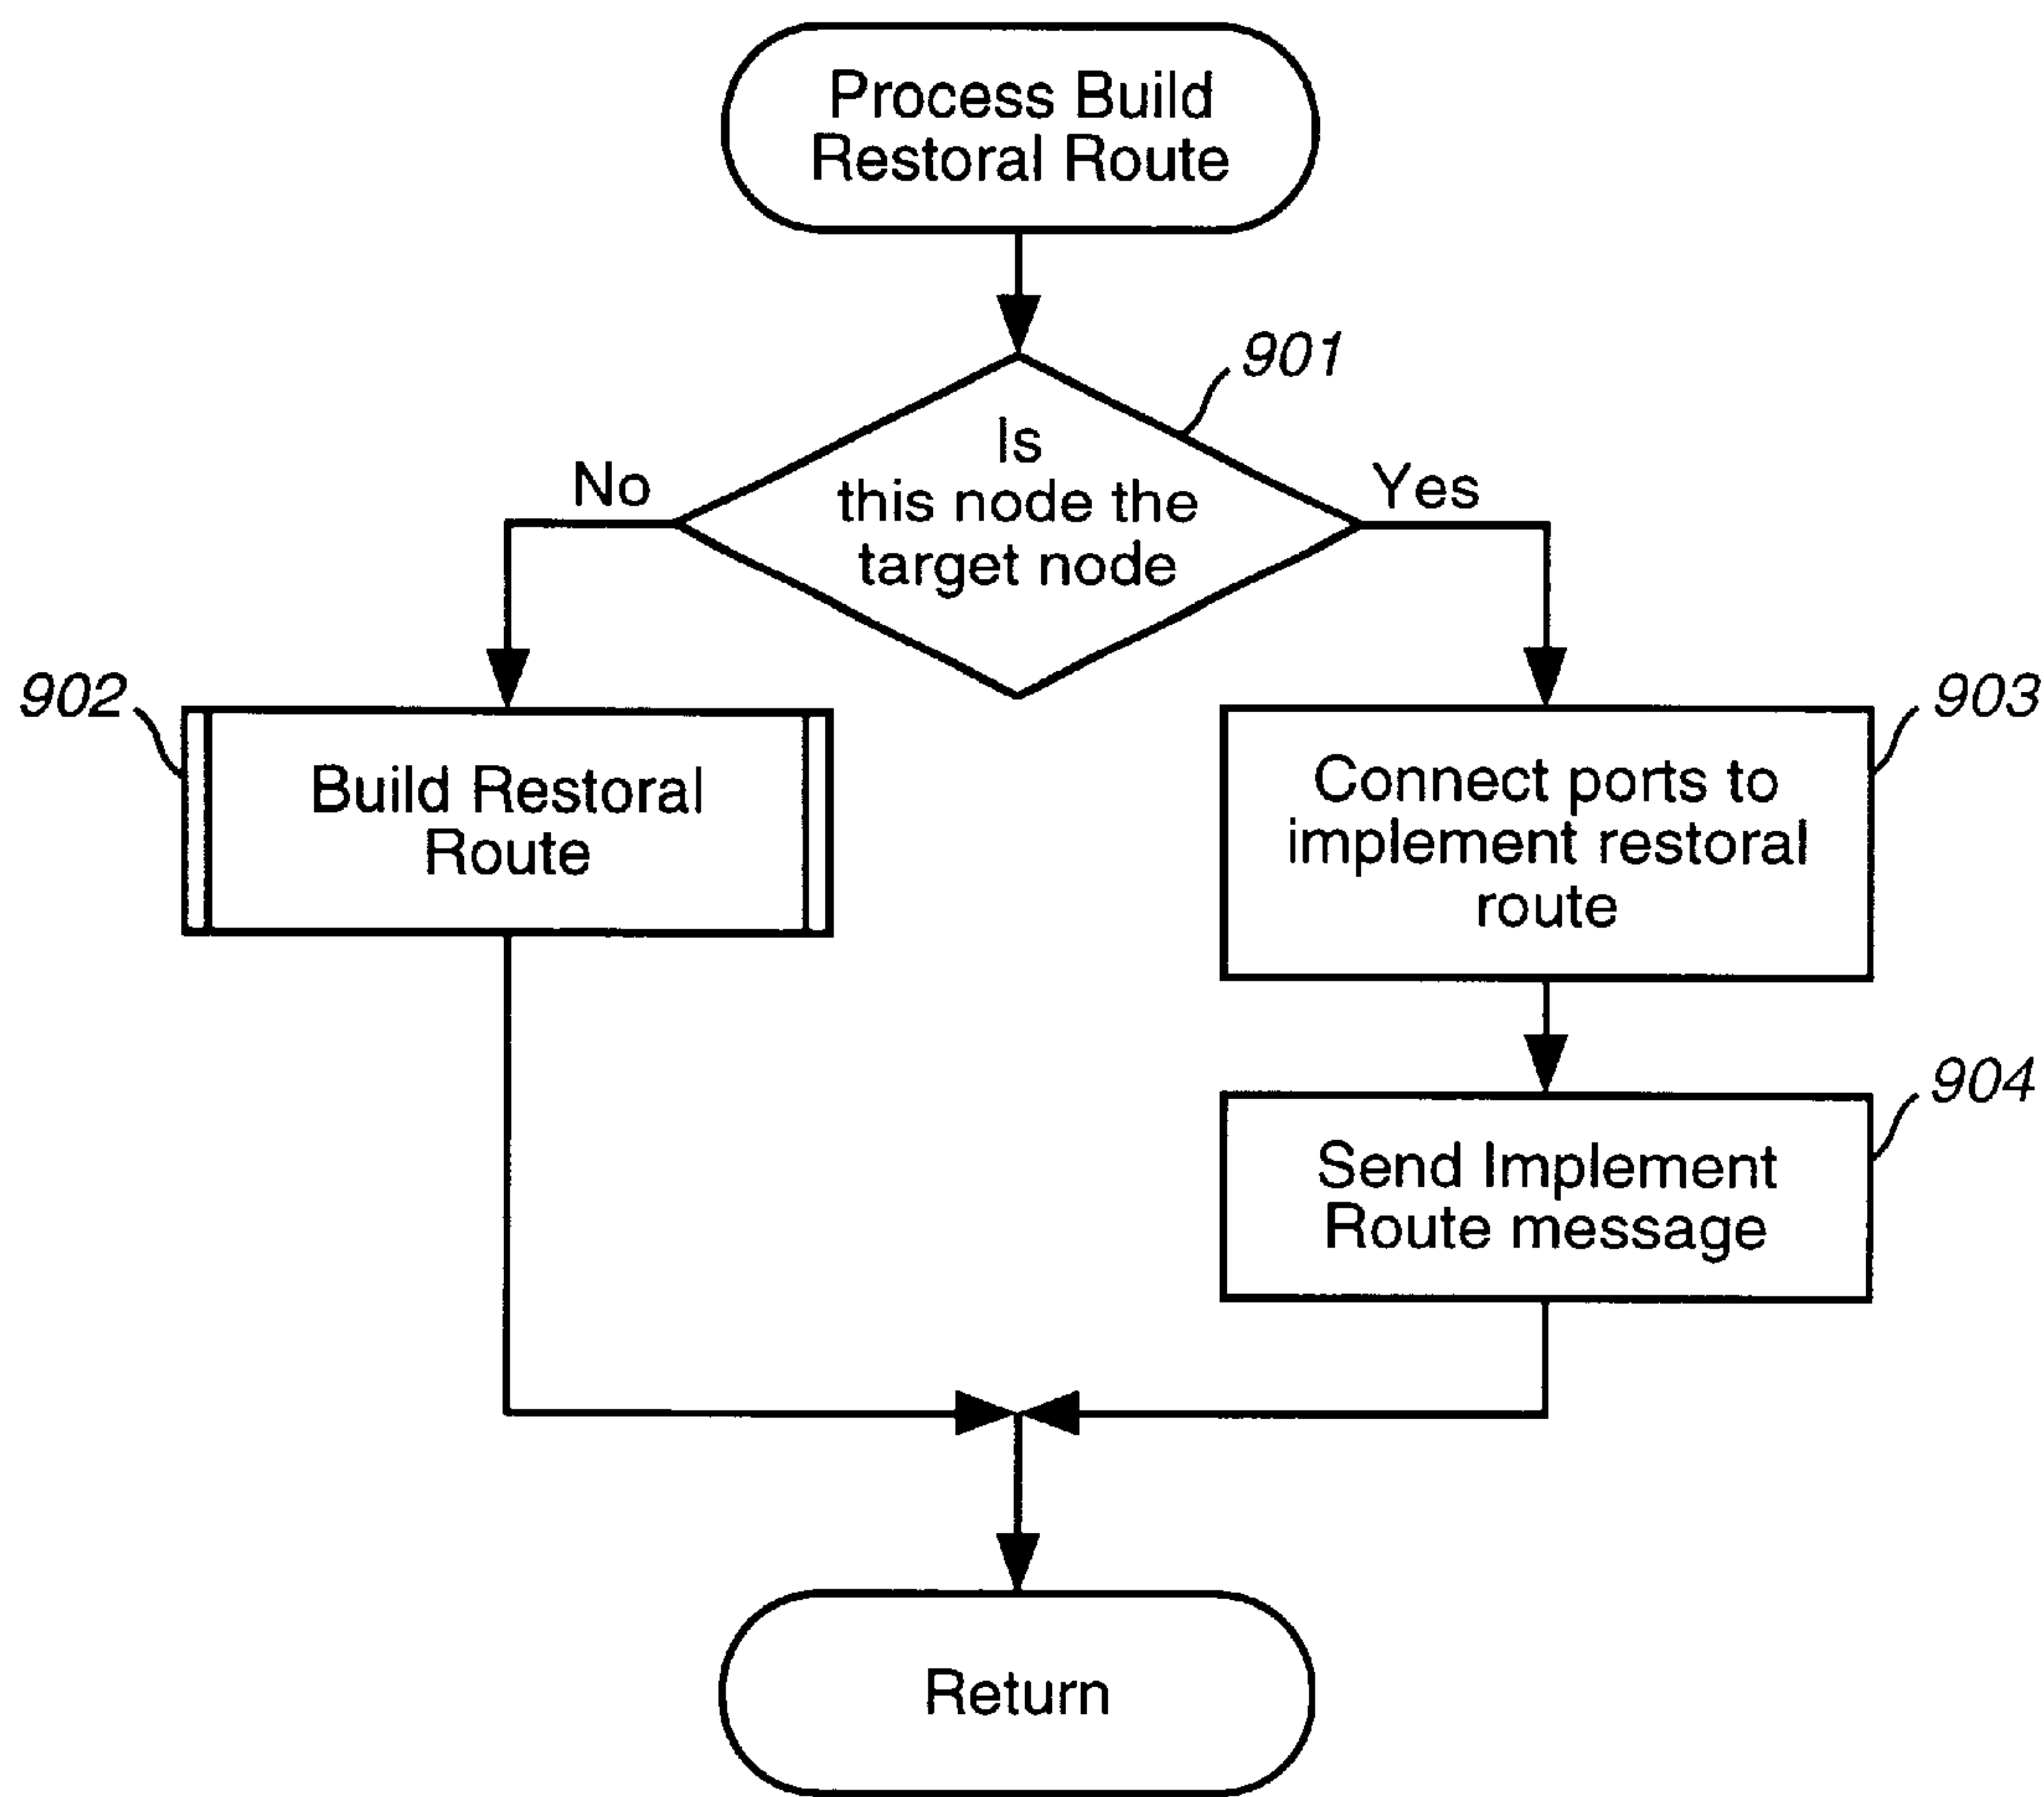 Process Build
Restoral Route
901
Is
this node the
target node
No
Yes
902
Build Restoral
Route
903
Connect ports to
implement restoral
route
904
Send Implement
Route message
Return